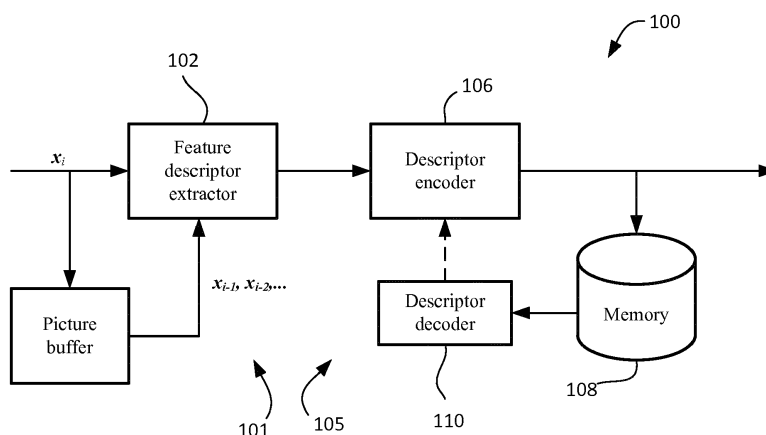 100
102
106
x_i
Feature
descriptor
extractor
Descriptor
encoder
x_{i-1}, x_{i-2},...
Picture
buffer
Descriptor
decoder
Memory
101
105
110
108